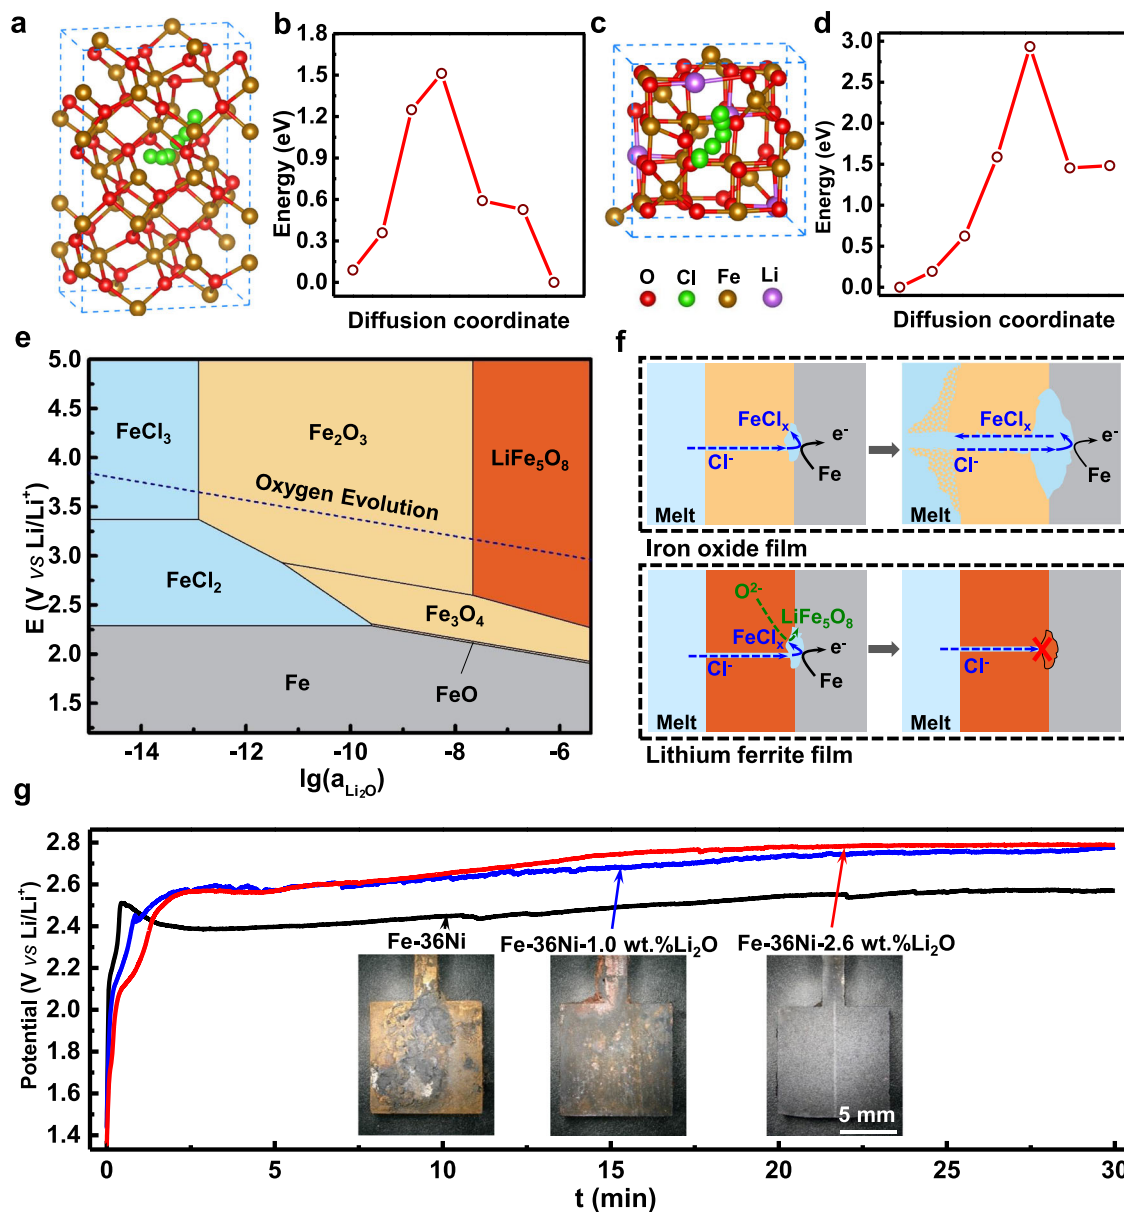 a
b
Energy (eV)
1.8
1.5
1.2
0.9
0.6
0.3
0.0
Diffusion coordinate
c
O Cl Fe Li
d
Energy (eV)
3.0
2.5
2.0
1.5
1.0
0.5
0.0
Diffusion coordinate
e
E (V vs Li/Li⁺)
5.0
4.5
4.0
3.5
3.0
2.5
2.0
1.5
FeCl₃
Fe₂O₃
LiFe₅O₈
Oxygen Evolution
FeCl₂
Fe₃O₄
Fe
FeO
-14 -12 -10 -8 -6
lg(a_Li₂O)
f
FeClₓ
e⁻
Cl⁻
Fe
Melt
FeClₓ
e⁻
Cl⁻
Fe
Melt
Iron oxide film
O²⁻
LiFe₅O₈
FeClₓ
e⁻
Cl⁻
Fe
Melt
Cl⁻
Melt
Lithium ferrite film
g
Potential (V vs Li/Li⁺)
2.8
2.6
2.4
2.2
2.0
1.8
1.6
1.4
Fe-36Ni
Fe-36Ni-1.0 wt.%Li₂O
Fe-36Ni-2.6 wt.%Li₂O
5 mm
0 5 10 15 20 25 30
t (min)